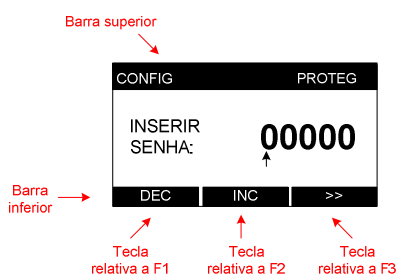 Barra superior
CONFIG PROTEG
INSERIR
SENHA:
00000
Barra
inferior
DEC INC >>
Tecla
relativa a F1
Tecla
relativa a F2
Tecla
relativa a F3